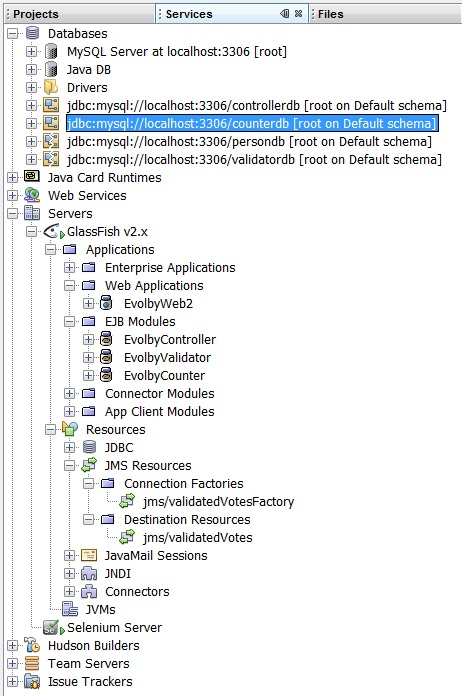 Projects Services Files
Databases
MySQL Server at localhost:3306 [root]
Java DB
Drivers
jdbc:mysql://localhost:3306/controllerdb [root on Default schema]
jdbc:mysql://localhost:3306/counterdb [root on Default schema]
jdbc:mysql://localhost:3306/persondb [root on Default schema]
jdbc:mysql://localhost:3306/validatordb [root on Default schema]
Java Card Runtimes
Web Services
Servers
GlassFish v2.x
Applications
Enterprise Applications
Web Applications
EvolbyWeb2
EJB Modules
EvolbyController
EvolbyValidator
EvolbyCounter
Connector Modules
App Client Modules
Resources
JDBC
JMS Resources
Connection Factories
jms/validatedVotesFactory
Destination Resources
jms/validatedVotes
JavaMail Sessions
JNDI
Connectors
JVMs
Selenium Server
Hudson Builders
Team Servers
Issue Trackers